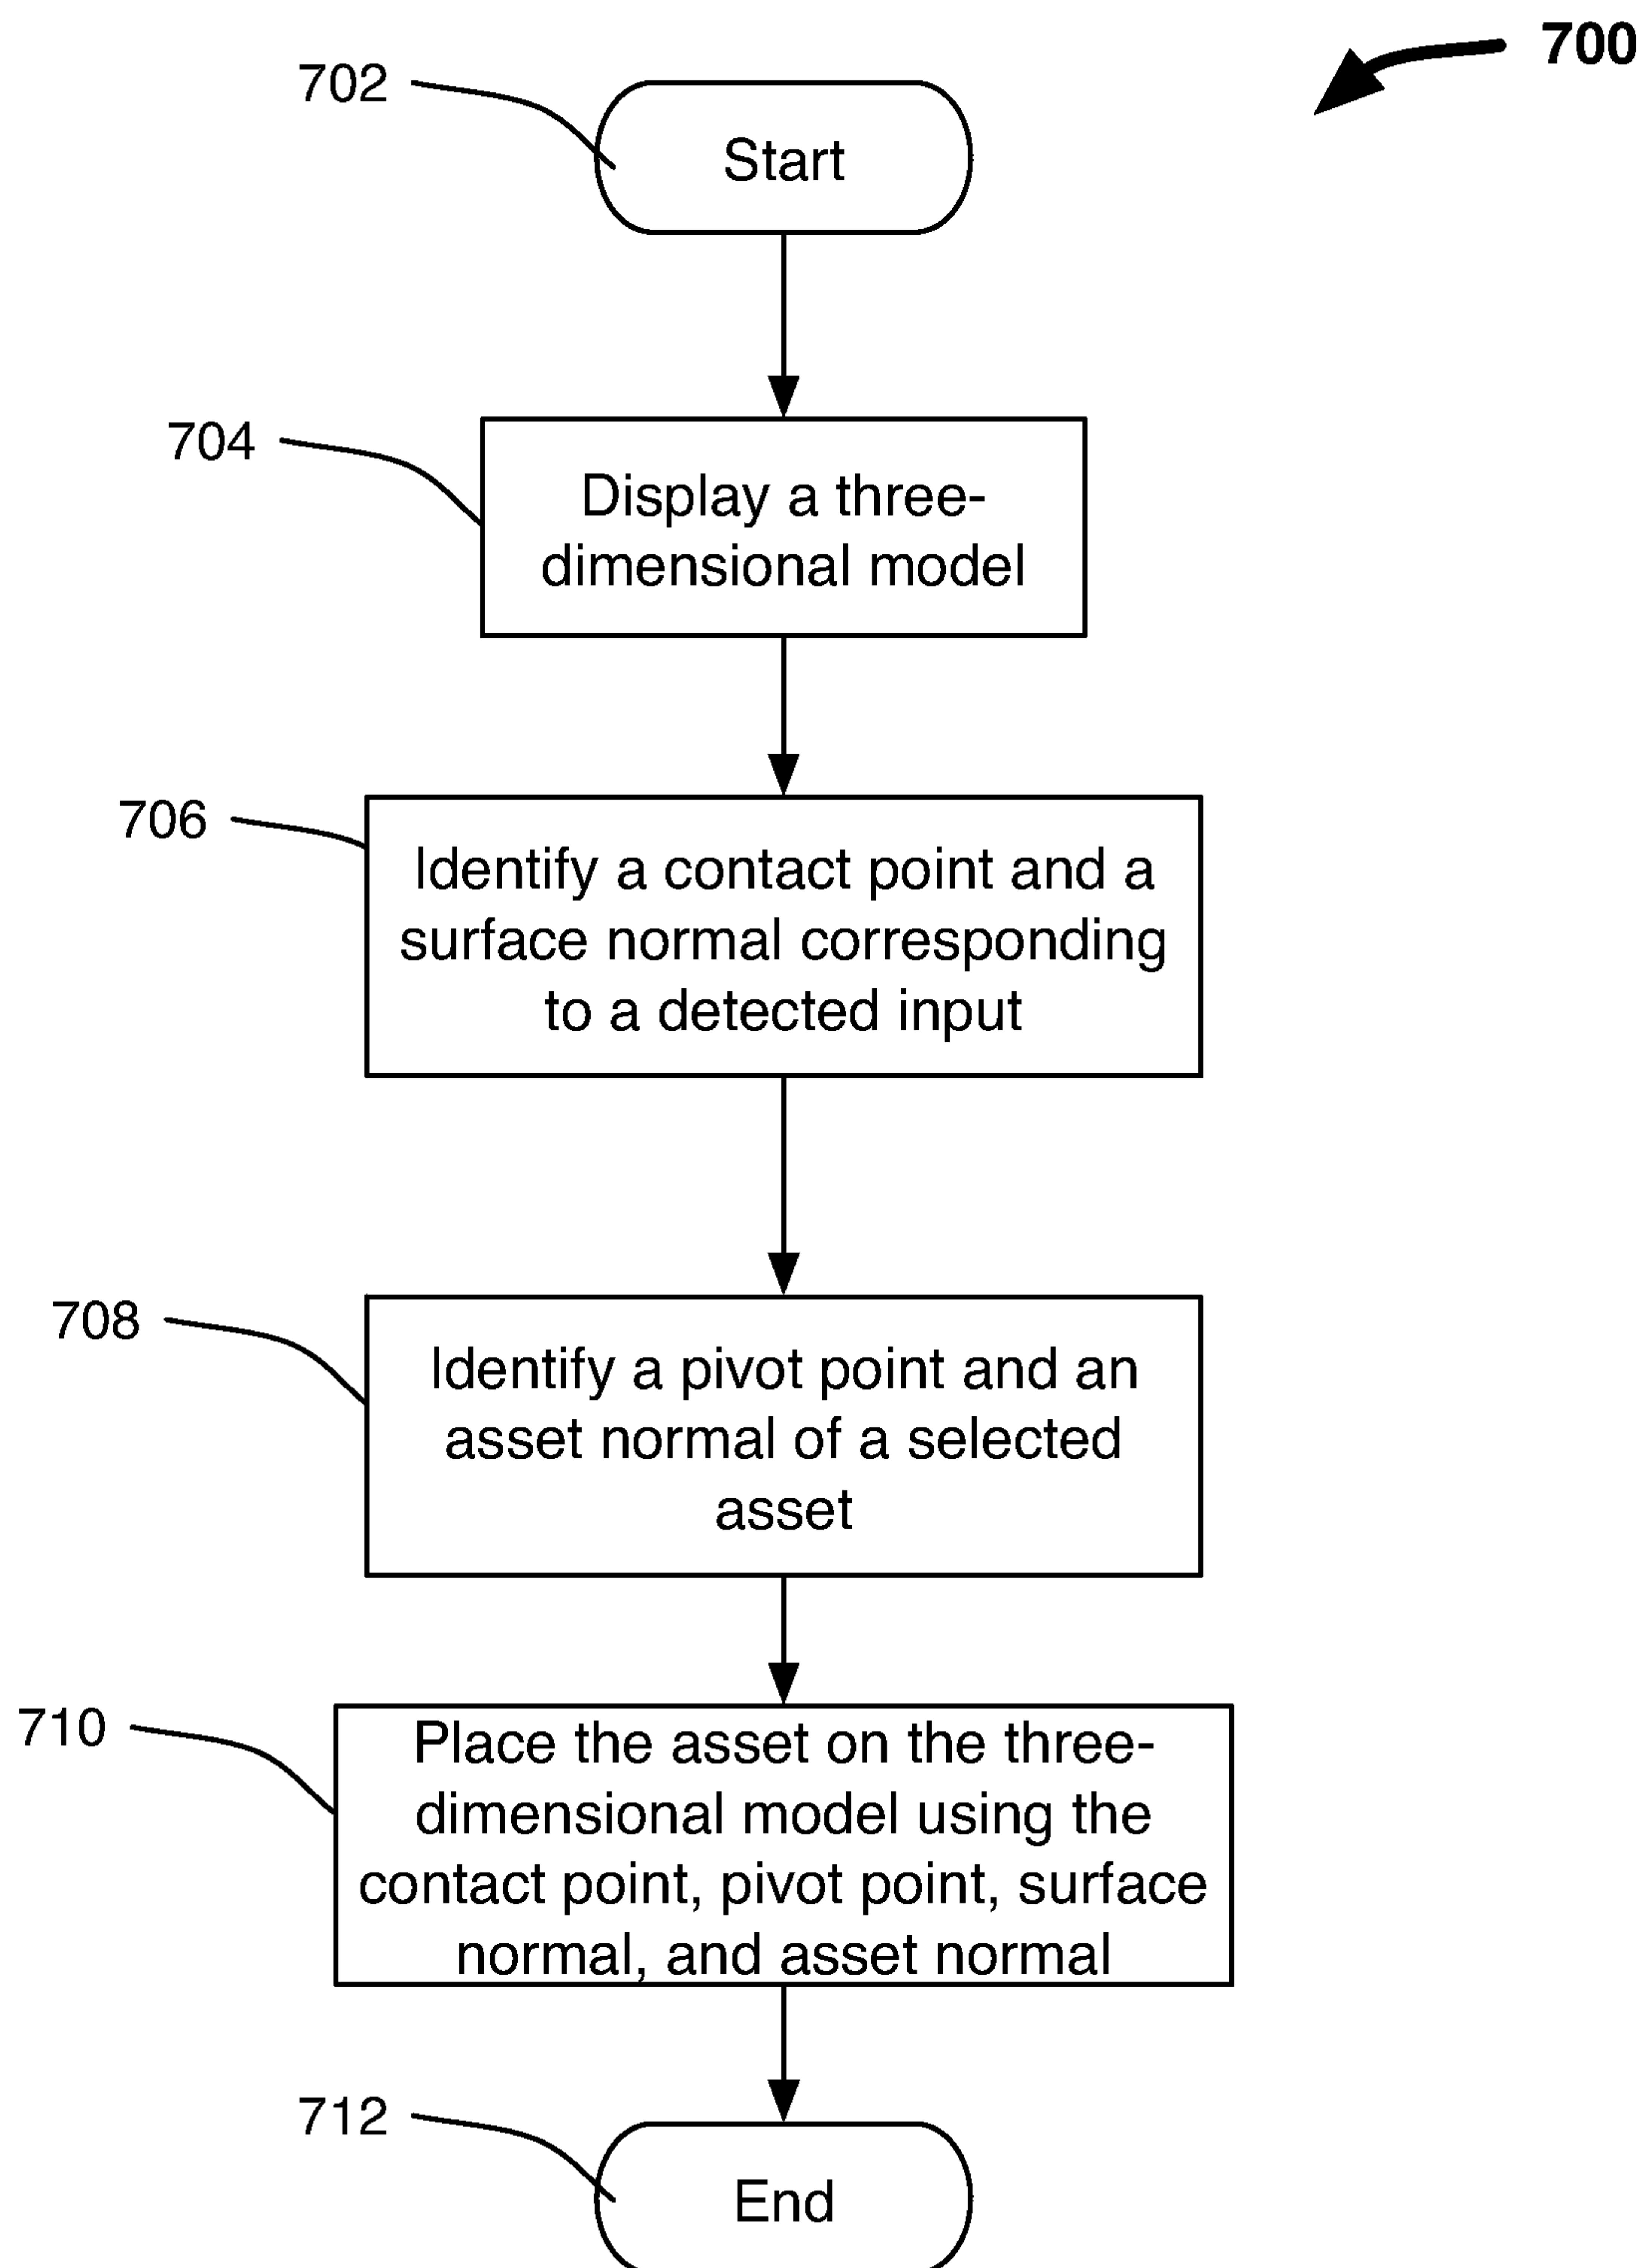 700
702
Start
704
Display a three-
dimensional model
706
Identify a contact point and a
surface normal corresponding
to a detected input
708
Identify a pivot point and an
asset normal of a selected
asset
710
Place the asset on the three-
dimensional model using the
contact point, pivot point, surface
normal, and asset normal
712
End